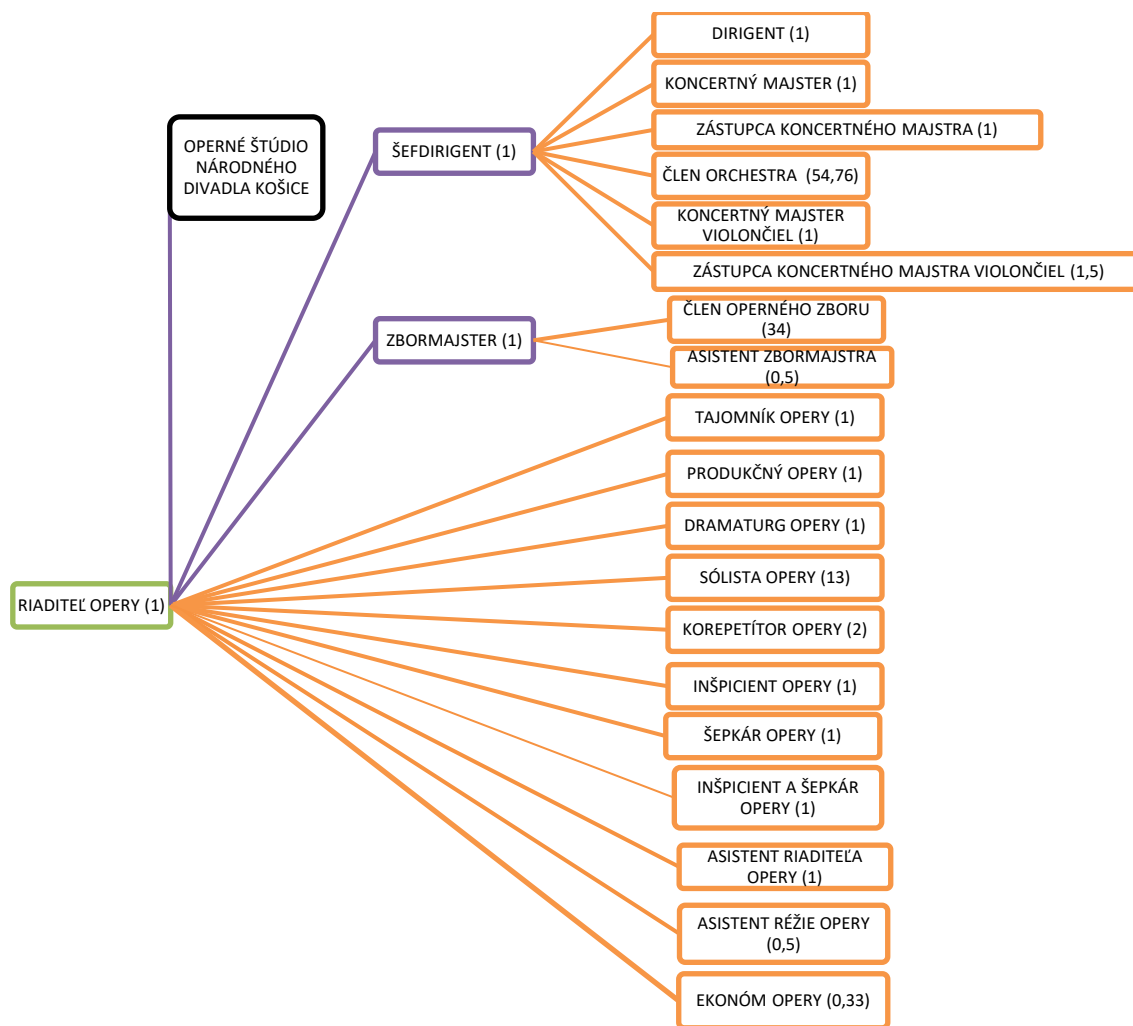 DIRIGENT (1)
KONCERTNÝ MAJSTER (1)
ZÁSTUPCA KONCERTNÉHO MAJSTRA (1)
ČLEN ORCHESTRA  (54,76)
KONCERTNÝ MAJSTER
VIOLONČIEL (1)
ZÁSTUPCA KONCERTNÉHO MAJSTRA VIOLONČIEL (1,5)
OPERNÉ ŠTÚDIO
NÁRODNÉHO
DIVADLA KOŠICE
ŠEFDIRIGENT (1)
ZBORMAJSTER (1)
ČLEN OPERNÉHO ZBORU
(34)
ASISTENT ZBORMAJSTRA
(0,5)
TAJOMNÍK OPERY (1)
PRODUKČNÝ OPERY (1)
DRAMATURG OPERY (1)
SÓLISTA OPERY (13)
RIADITEĽ OPERY (1)
KOREPETÍTOR OPERY (2)
INŠPICIENT OPERY (1)
ŠEPKÁR OPERY (1)
INŠPICIENT A ŠEPKÁR
OPERY (1)
ASISTENT RIADITEĽA
OPERY (1)
ASISTENT RÉŽIE OPERY
(0,5)
EKONÓM OPERY (0,33)